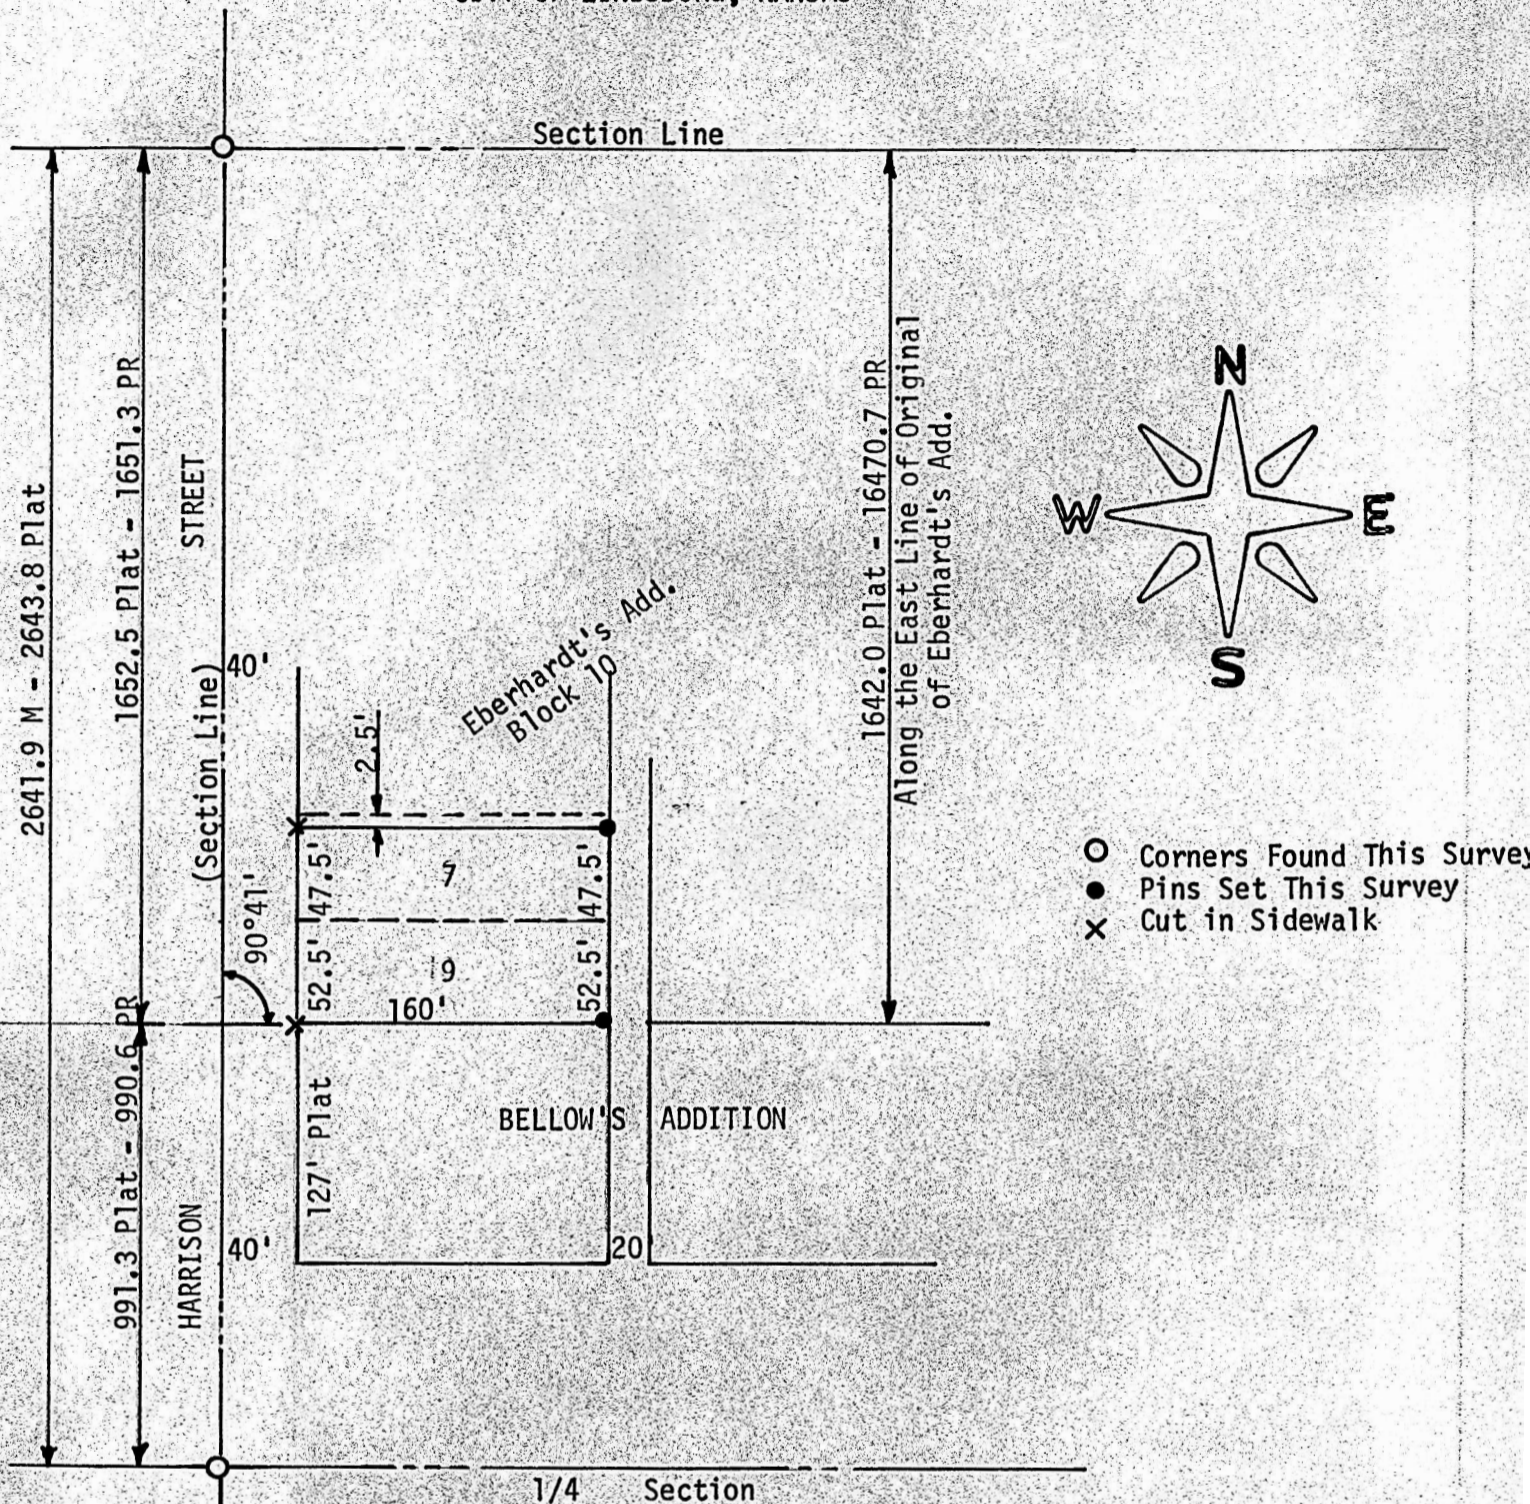 Section Line
2641.9 M - 2643.8 Plat
1652.5 Plat - 1651.3 PR
STREET
(Section Line)
40'
1642.0 Plat - 16470.7 PR
Along the East Line of Original
of Eberhardt's Add.
N
W
E
S
Eberhardt's Add.
Block 10
2.5'
47.5'
7
47.5'
90°41'
52.5'
9
52.5'
160'
O Corners Found This Survey
● Pins Set This Survey
X Cut in Sidewalk
991.3 Plat - 990.6 PR
127' Plat
BELLOW'S ADDITION
HARRISON
40'
20
1/4 Section